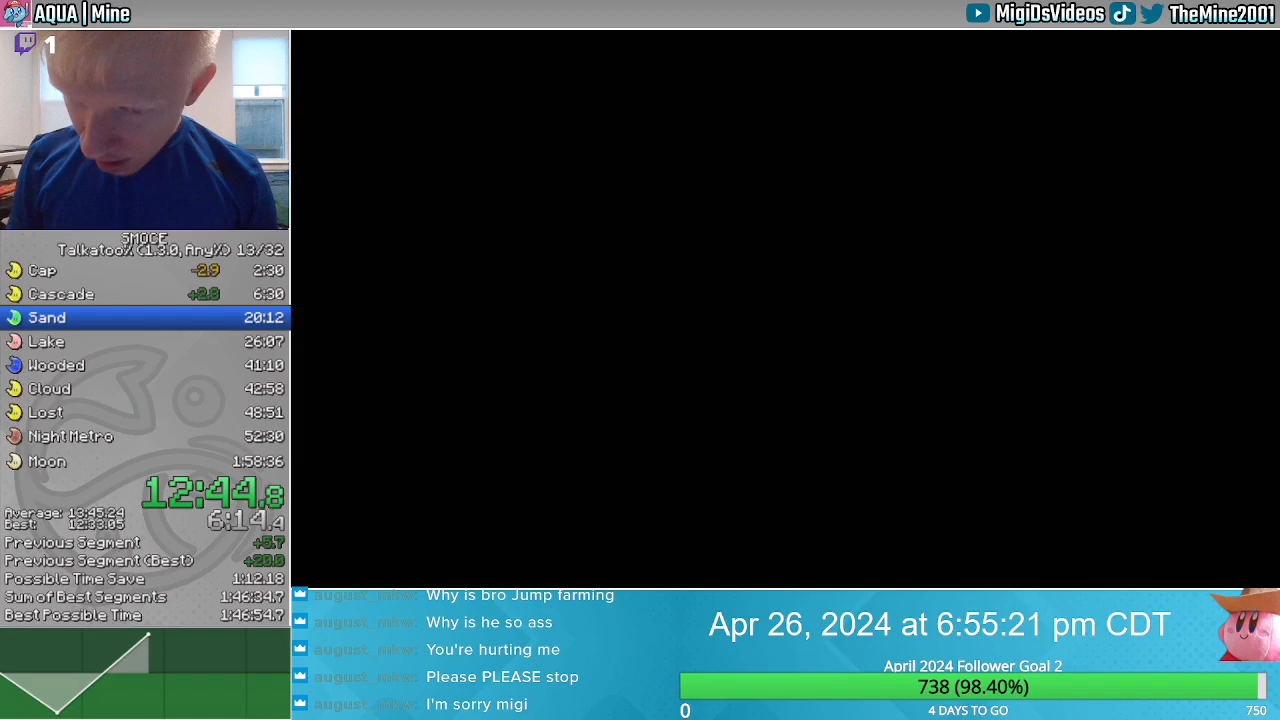 AQUA | Mine
MigiDsVideos TheMine2001
1
SMOCE
Talkatoo% (1.3.0, Any%) 13/32
Cap -2.9 2:30
Cascade +2.8 6:30
Sand 20:12
Lake 26:07
Wooded 41:10
Cloud 42:58
Lost 48:51
Night Metro 52:30
Moon 1:58:36
12:44.8
Average: 13:45.24
Best: 12:33.05
6:14.4
Previous Segment +5.7
Previous Segment (Best) +20.0
Possible Time Save 1:12.18
Sum of Best Segments 1:46:34.7
Best Possible Time 1:46:54.7
august_mkw: Why is bro Jump farming
august_mkw: Why is he so ass
august_mkw: You're hurting me
august_mkw: Please PLEASE stop
august_mkw: I'm sorry migi
Apr 26, 2024 at 6:55:21 pm CDT
April 2024 Follower Goal 2
738 (98.40%)
0 4 DAYS TO GO 750